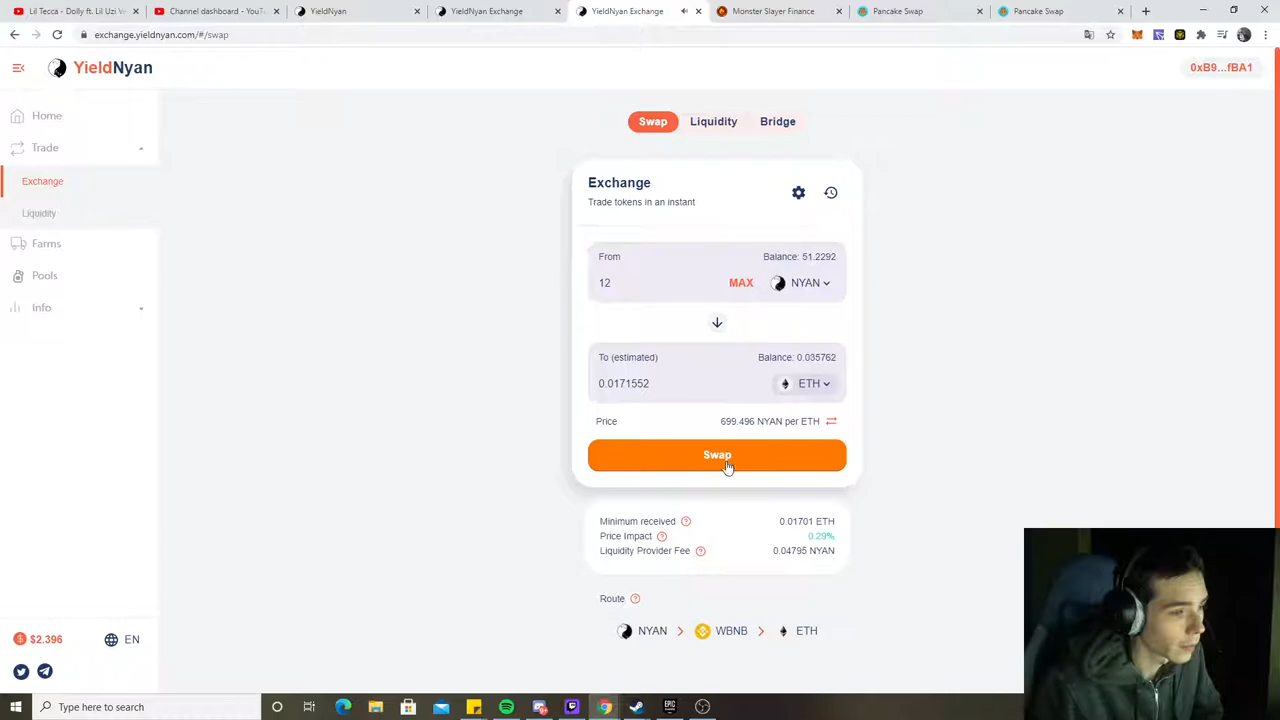 Lil Tecca - Dolly ft. Lil Uzi V
Channel dashboard - YouT
YieldNyan
YieldNyan Exchange
YieldNyan Exchange
Monster Slayer Finance
Pancake Swap
Pancake Swap
exchange.yieldnyan.com/#/swap
YieldNyan
0xB9...fBA1
Home
Trade
Exchange
Liquidity
Farms
Pools
Info
Swap
Liquidity
Bridge
Exchange
Trade tokens in an instant
From
Balance: 51.2292
12
MAX
NYAN
To (estimated)
Balance: 0.035762
0.0171552
ETH
Price
699.496 NYAN per ETH
Swap
Minimum received
0.01701 ETH
Price Impact
0.29%
Liquidity Provider Fee
0.04795 NYAN
Route
NYAN
WBNB
ETH
$2.396
EN
Type here to search